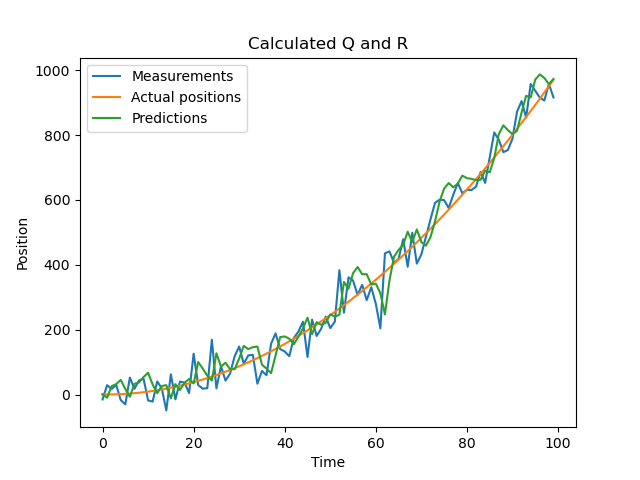 Calculated Q and R
Measurements
Actual positions
Predictions
Position
1000
800
600
400
200
0
0 20 40 60 80 100
Time